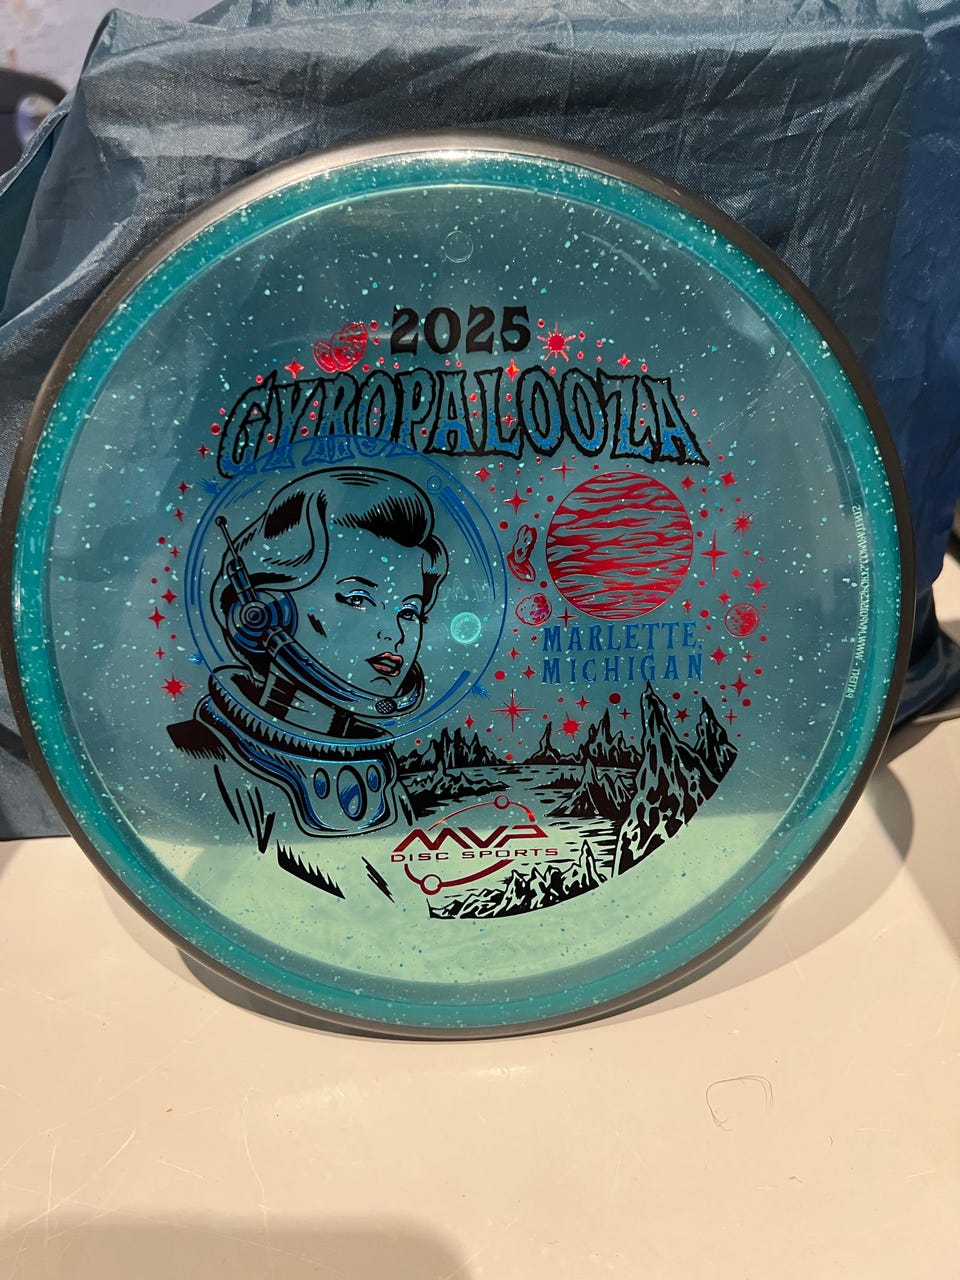 2025
GYROPALOOZA
MARLETTE,
MICHIGAN
MVP
DISC SPORTS